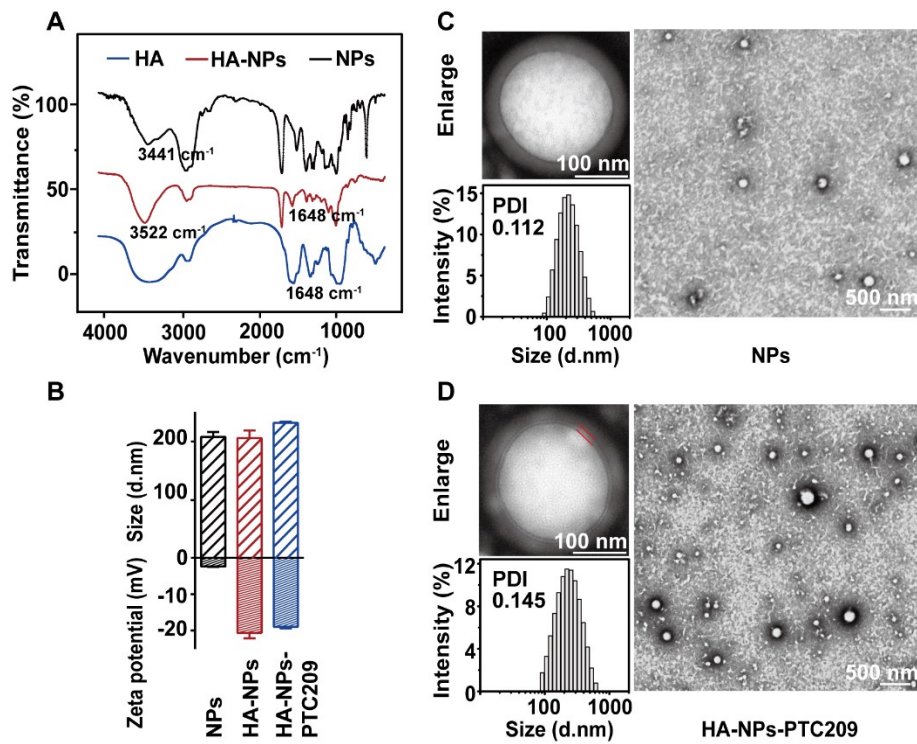 A
HA HA-NPs NPs
Transmittance (%)
100
50
0
3441 cm⁻¹
3522 cm⁻¹
1648 cm⁻¹
1648 cm⁻¹
4000 3000 2000 1000
Wavenumber (cm⁻¹)
B
Size (d.nm)
200
100
0
Zeta potential (mV)
-10
-20
NPs
HA-NPs
HA-NPs-
PTC209
C
Enlarge
100 nm
Intensity (%)
15
10
5
0
PDI
0.112
100 1000
Size (d.nm)
500 nm
NPs
D
Enlarge
100 nm
Intensity (%)
12
8
4
0
PDI
0.145
100 1000
Size (d.nm)
500 nm
HA-NPs-PTC209